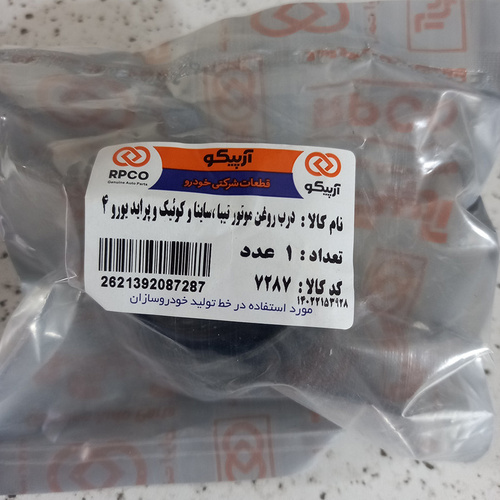 آرپیکو
RPCO
Genuine Auto Parts
قطعات شرکتی خودرو
آرپیکو
نام کالا : درب روغن موتور تیبا ،ساینا و کوئیک و پراید یورو ۴
تعداد : ۱ عدد
کد کالا : ۷۲۸۷
۱۴۰۲۲۱۵۳۹۲۸
2621392087287
مورد استفاده در خط تولید خودروسازان
RPCO